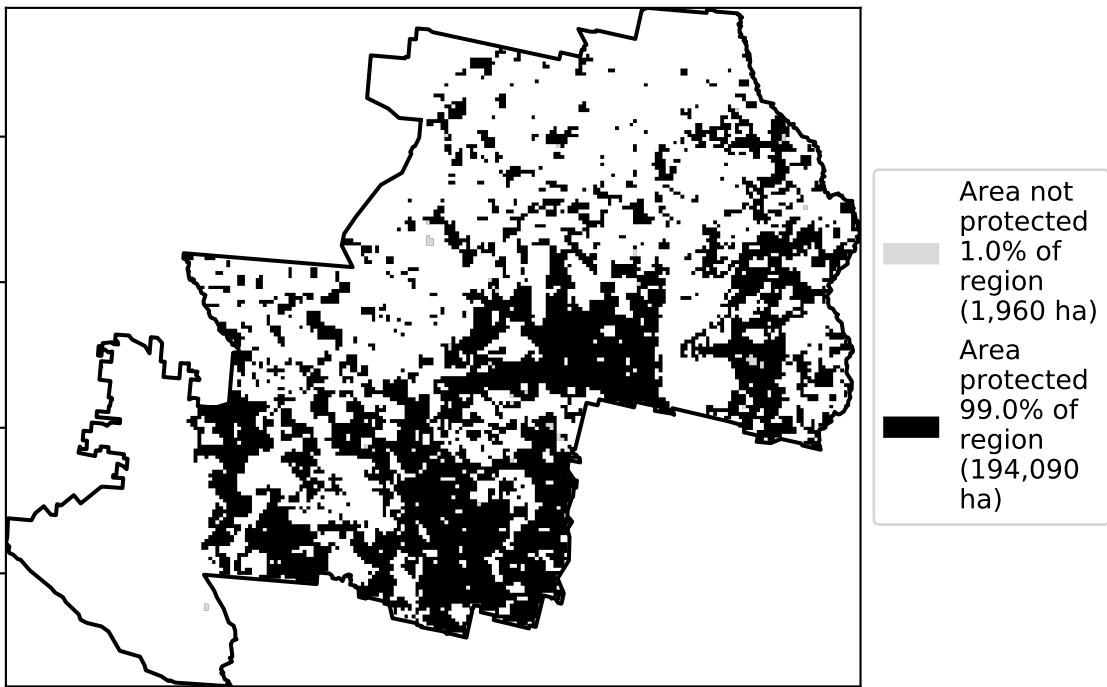 Area not
protected
1.0% of
region
(1,960 ha)
Area
protected
99.0% of
region
(194,090
ha)